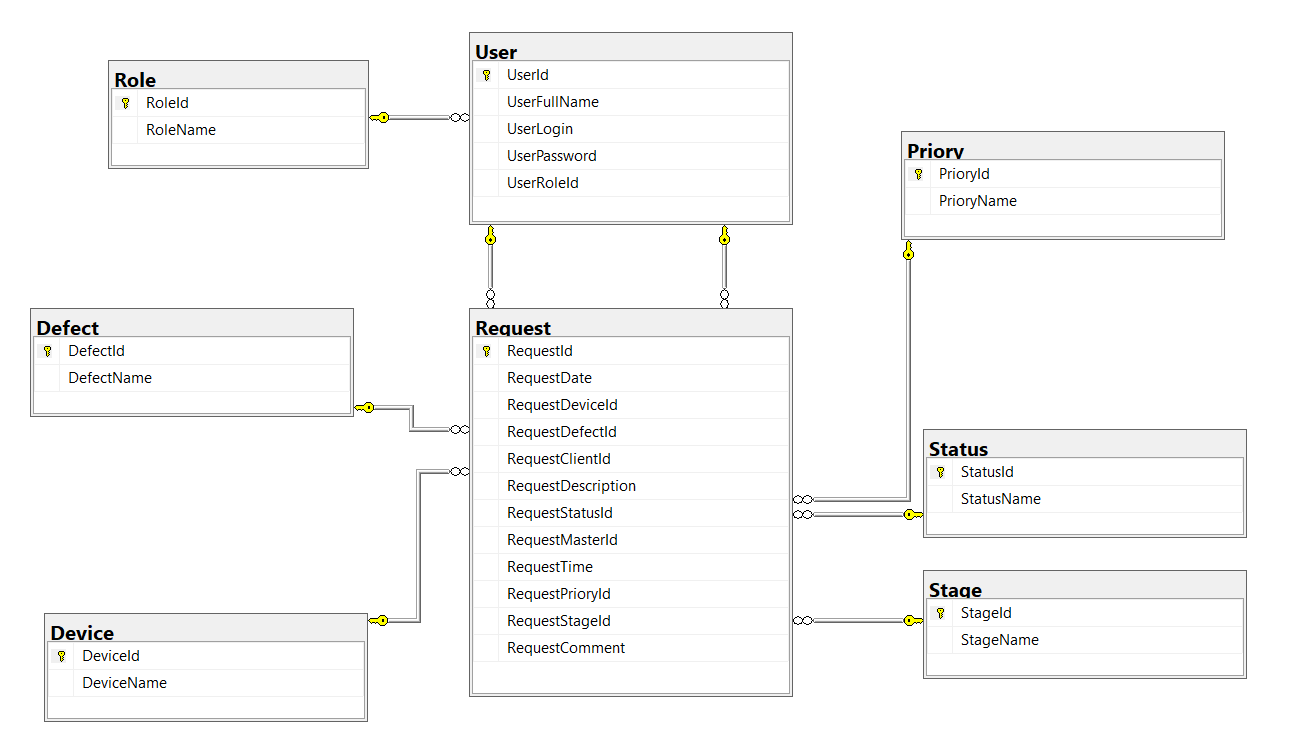 User
UserId
UserFullName
UserLogin
UserPassword
UserRoleId
Role
RoleId
RoleName
Priory
PrioryId
PrioryName
Defect
DefectId
DefectName
Request
RequestId
RequestDate
RequestDeviceId
RequestDefectId
RequestClientId
RequestDescription
RequestStatusId
RequestMasterId
RequestTime
RequestPrioryId
RequestStageId
RequestComment
Status
StatusId
StatusName
Stage
StageId
StageName
Device
DeviceId
DeviceName